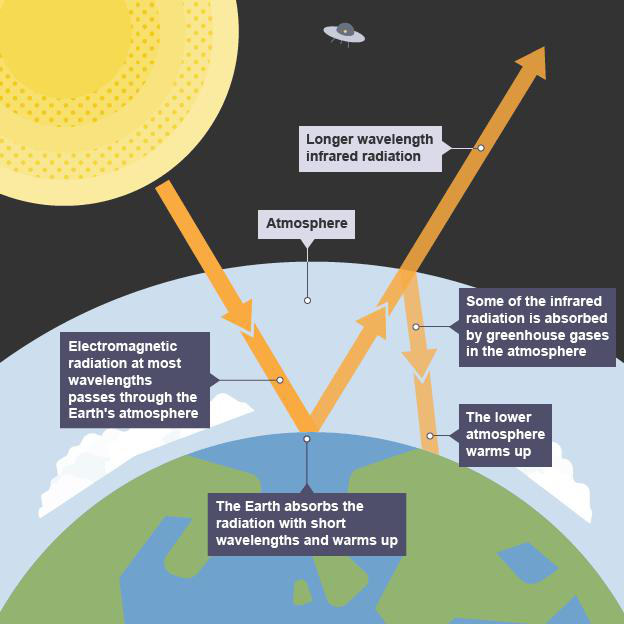 Longer wavelength
infrared radiation
Atmosphere
Some of the infrared
radiation is absorbed
by greenhouse gases
in the atmosphere
Electromagnetic
radiation at most
wavelengths
passes through the
Earth's atmosphere
The lower
atmosphere
warms up
The Earth absorbs the
radiation with short
wavelengths and warms up